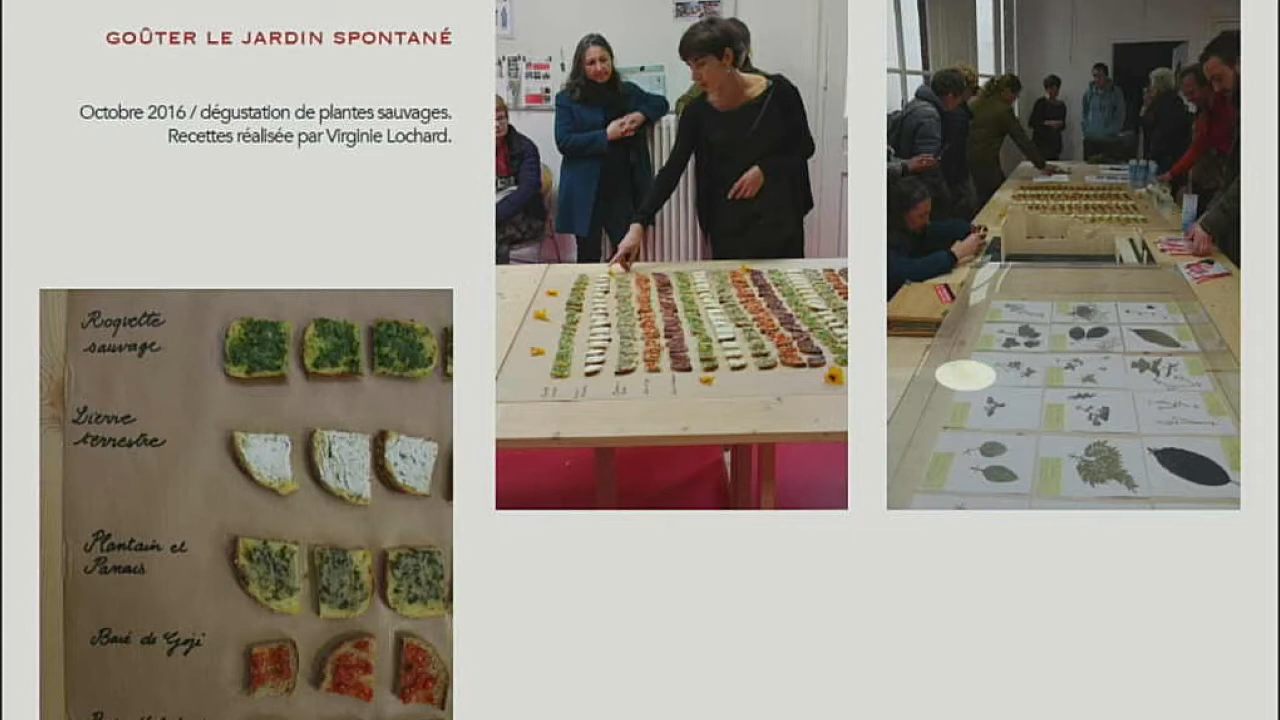 GOÛTER LE JARDIN SPONTANÉ
Octobre 2016 / dégustation de plantes sauvages.
Recettes réalisée par Virginie Lochard.
Roquette
sauvage
Lierre
terrestre
Plantain et
Panais
Baie de Goji